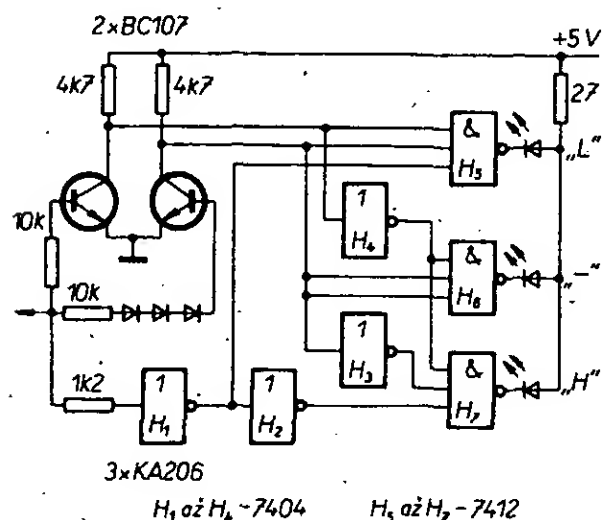 2×BC107
+5V
4k7 4k7
27
&
H₅
„L"
1
H₄
10k
&
H₆
„-"
10k
1
H₃
&
H₇
„H"
1k2
1
H₁
1
H₂
3×KA206
H₁ až H₄ - 7404 H₅ až H₇ - 7412